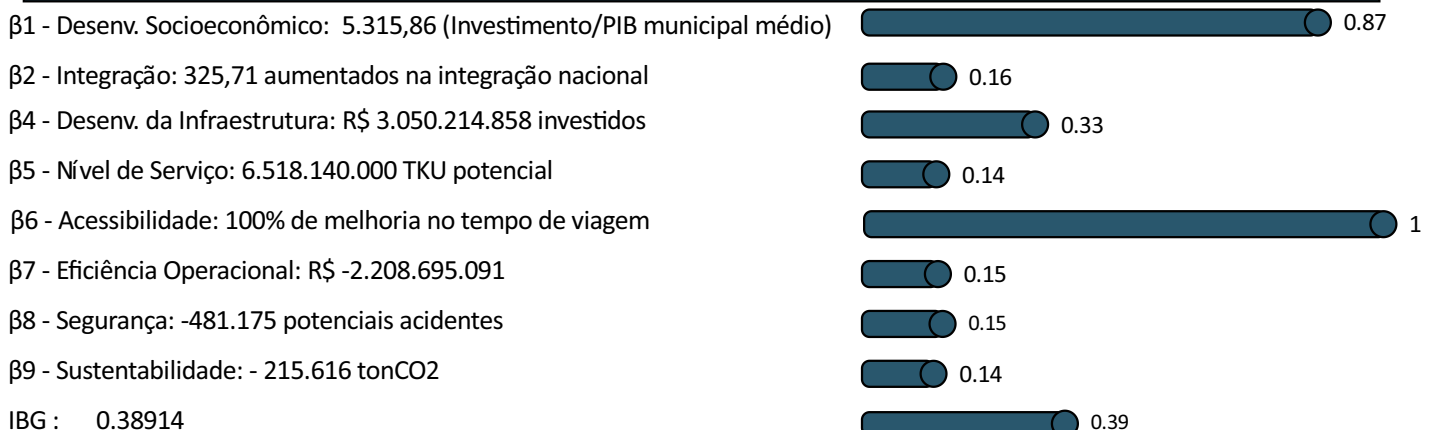 β1 - Desenv. Socioeconômico: 5.315,86 (Investimento/PIB municipal médio) 0.87
β2 - Integração: 325,71 aumentados na integração nacional 0.16
β4 - Desenv. da Infraestrutura: R$ 3.050.214.858 investidos 0.33
β5 - Nível de Serviço: 6.518.140.000 TKU potencial 0.14
β6 - Acessibilidade: 100% de melhoria no tempo de viagem 1
β7 - Eficiência Operacional: R$ -2.208.695.091 0.15
β8 - Segurança: -481.175 potenciais acidentes 0.15
β9 - Sustentabilidade: - 215.616 tonCO2 0.14
IBG : 0.38914 0.39